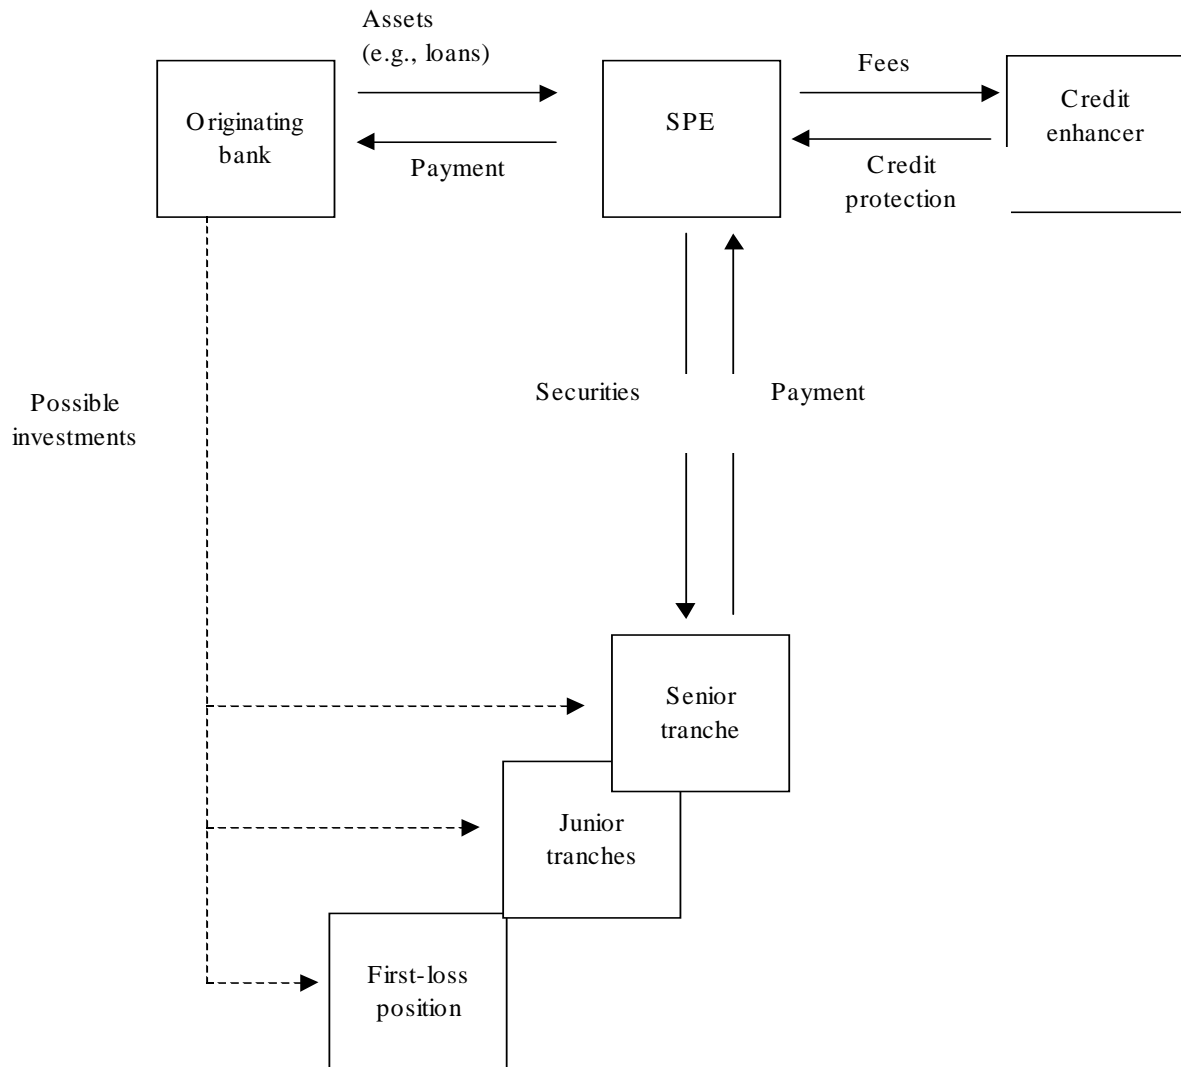 Assets
(e.g., loans)
Originating
bank
Payment
SPE
Fees
Credit
protection
Credit
enhancer
Possible
investments
Securities
Payment
Senior
tranche
Junior
tranches
First-loss
position